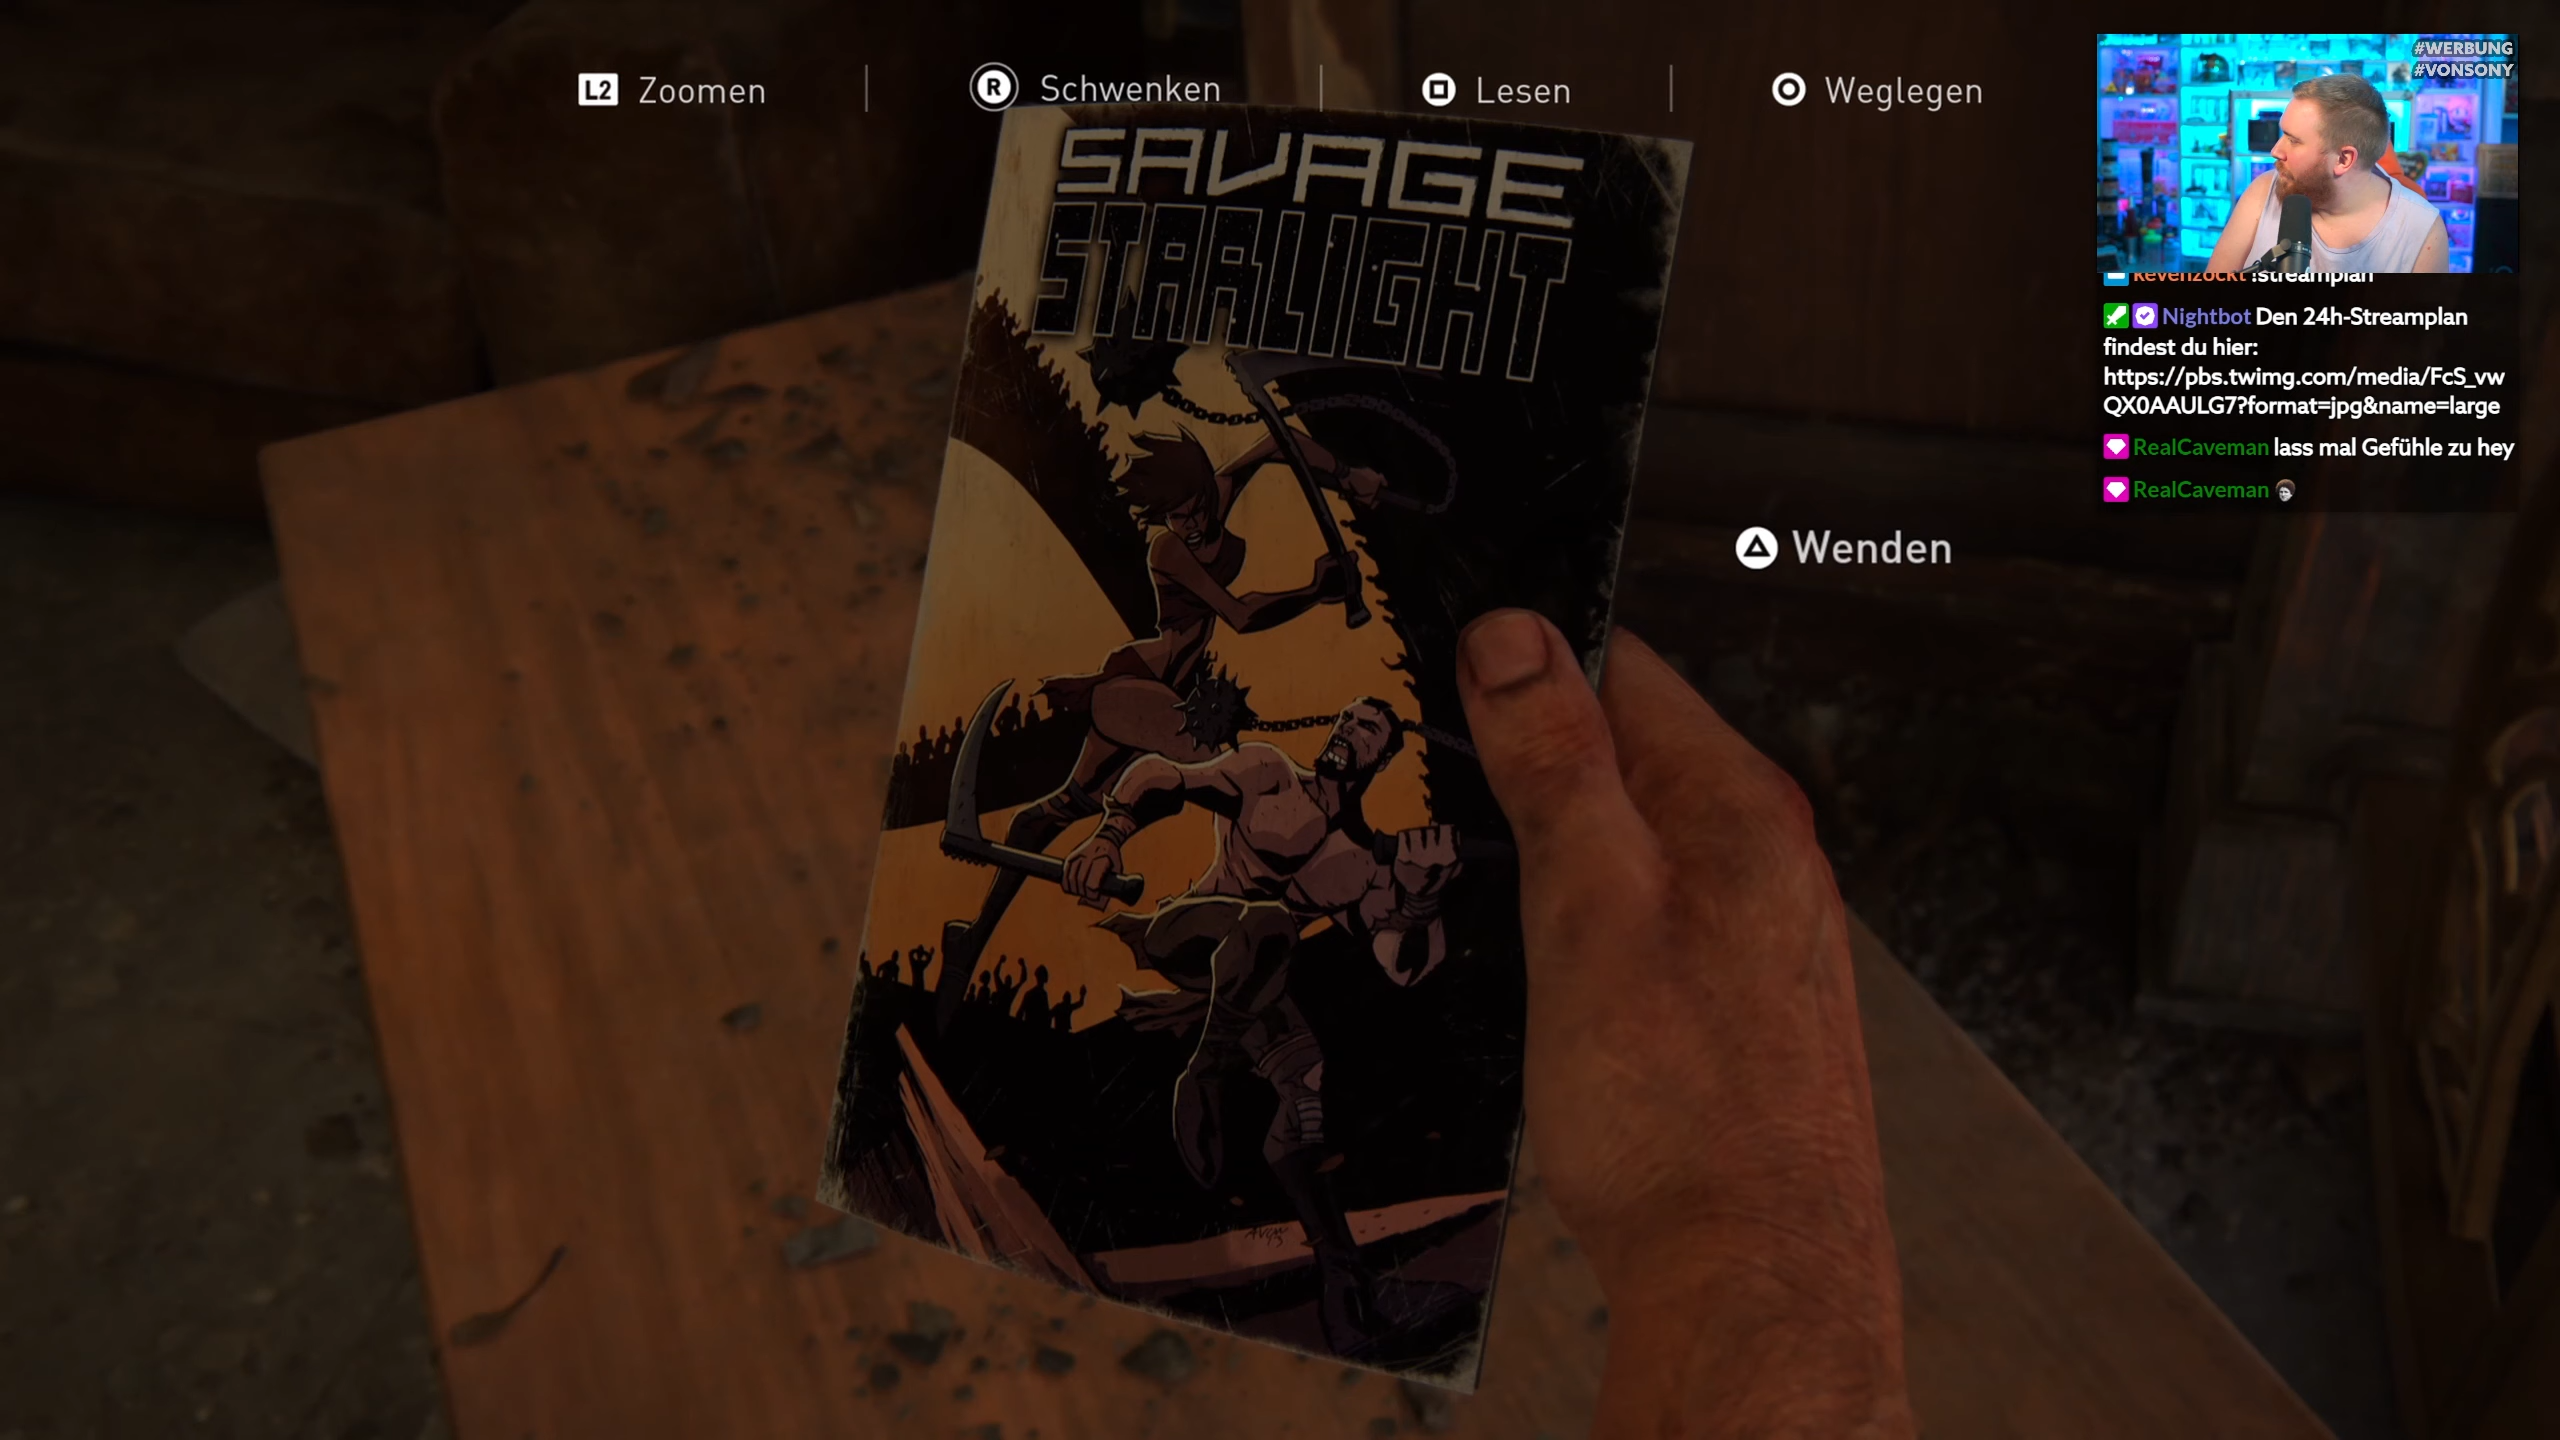 L2 Zoomen
R Schwenken
Lesen
Weglegen
#WERBUNG
#VONSONY
SAVAGE
STARLIGHT
Wenden
RevenZockt !streamplan
Nightbot Den 24h-Streamplan
findest du hier:
https://pbs.twimg.com/media/FcS_vw
QX0AAULG7?format=jpg&name=large
RealCaveman lass mal Gefühle zu hey
RealCaveman